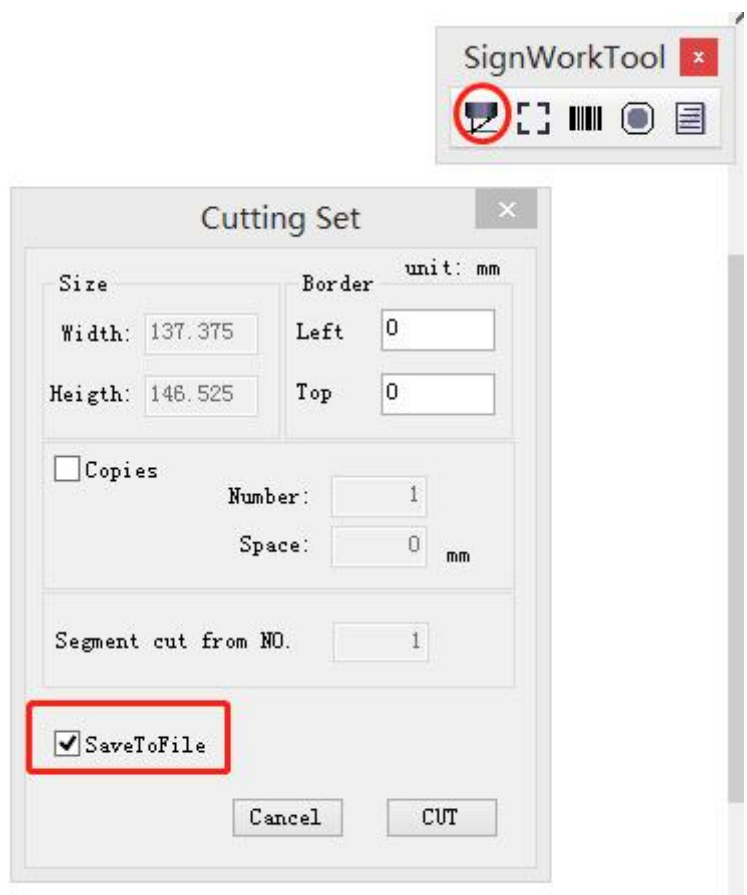 SignWorkTool
Cutting Set
unit: mm
Size
Border
Width: 137.375
Left 0
Heigth: 146.525
Top 0
Copies
Number: 1
Space: 0 mm
Segment cut from NO. 1
SaveToFile
Cancel
CUT